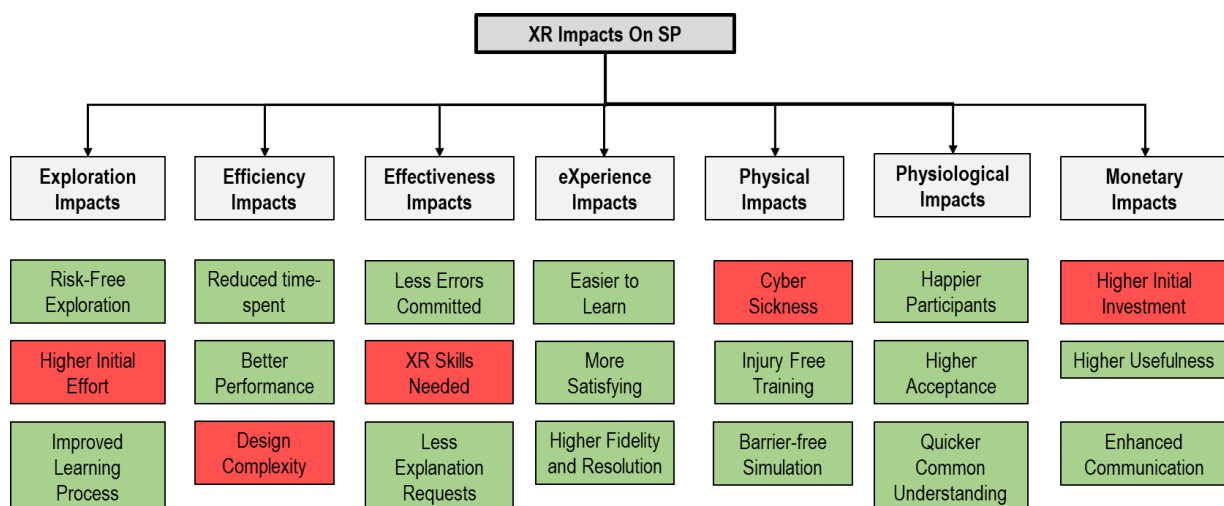 XR Impacts On SP
Exploration
Impacts
Efficiency
Impacts
Effectiveness
Impacts
eXperience
Impacts
Physical
Impacts
Physiological
Impacts
Monetary
Impacts
Risk-Free
Exploration
Reduced time-
spent
Less Errors
Committed
Easier to
Learn
Cyber
Sickness
Happier
Participants
Higher Initial
Investment
Higher Initial
Effort
Better
Performance
XR Skills
Needed
More
Satisfying
Injury Free
Training
Higher
Acceptance
Higher Usefulness
Improved
Learning
Process
Design
Complexity
Less
Explanation
Requests
Higher Fidelity
and Resolution
Barrier-free
Simulation
Quicker
Common
Understanding
Enhanced
Communication